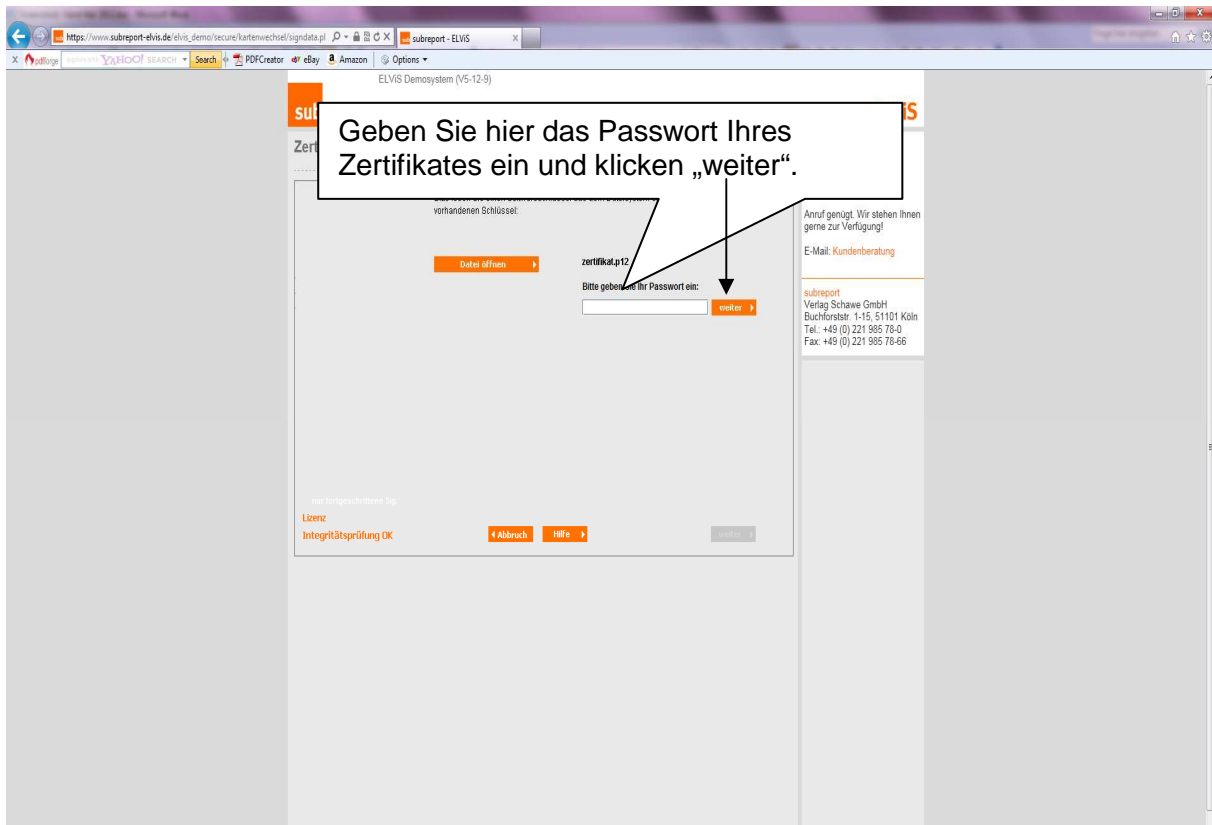 https://www.subreport-elvis.de/elvis_demo/secure/kartenwechsel/signdata.pl
subreport - ELViS
X
pdfforge
YAHOO! SEARCH
Search
PDFCreator
eBay
Amazon
Options
ELViS Demosystem (V5-12-9)
Geben Sie hier das Passwort Ihres
Zertifikates ein und klicken „weiter“.
vorhandenen Schlüssel:
Datei öffnen
zertifikat.p12
Bitte geben Sie Ihr Passwort ein:
weiter
nur fortgeschrittene Sig.
Lizenz
Integritätsprüfung OK
Abbruch
Hilfe
weiter
Anruf genügt. Wir stehen Ihnen
gerne zur Verfügung!
E-Mail: Kundenberatung
subreport
Verlag Schawe GmbH
Buchforststr. 1-15, 51101 Köln
Tel.: +49 (0) 221 985 78-0
Fax: +49 (0) 221 985 78-66